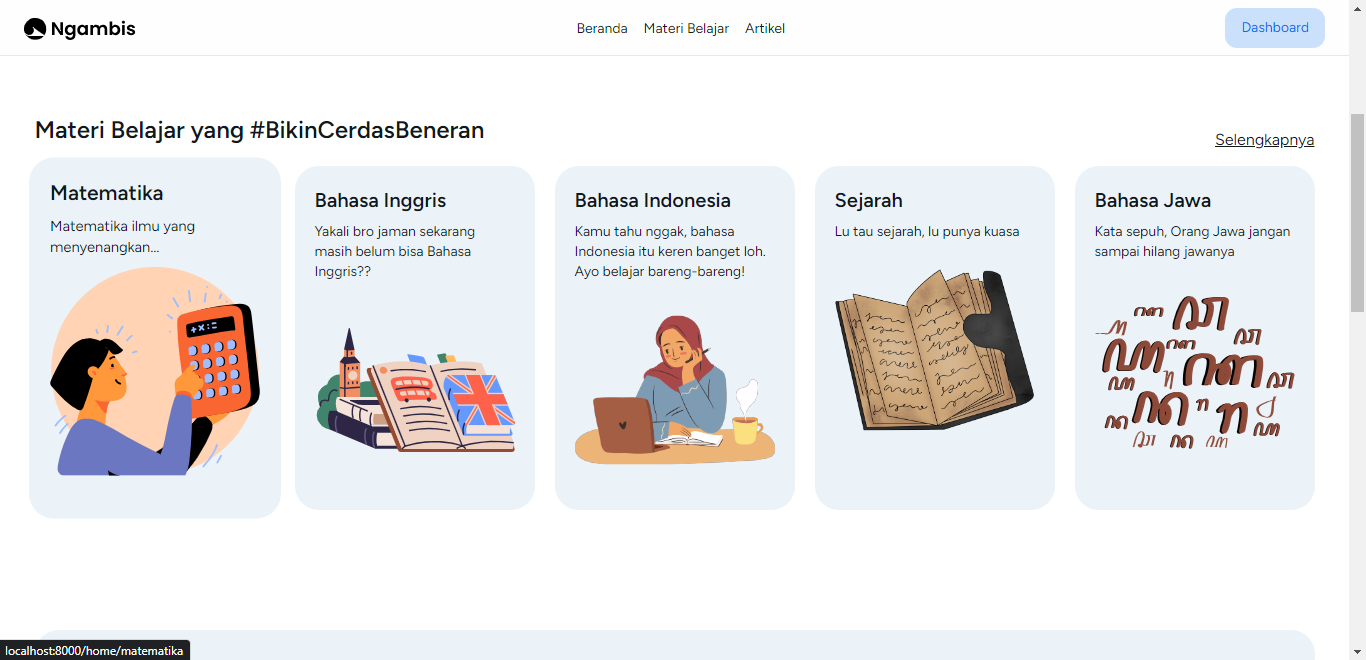 Ngambis
Beranda Materi Belajar Artikel
Dashboard
Materi Belajar yang #BikinCerdasBeneran
Selengkapnya
Matematika
Matematika ilmu yang
menyenangkan...
Bahasa Inggris
Yakali bro jaman sekarang
masih belum bisa Bahasa
Inggris??
Bahasa Indonesia
Kamu tahu nggak, bahasa
Indonesia itu keren banget loh.
Ayo belajar bareng-bareng!
Sejarah
Lu tau sejarah, lu punya kuasa
Bahasa Jawa
Kata sepuh, Orang Jawa jangan
sampai hilang jawanya
localhost:8000/home/matematika